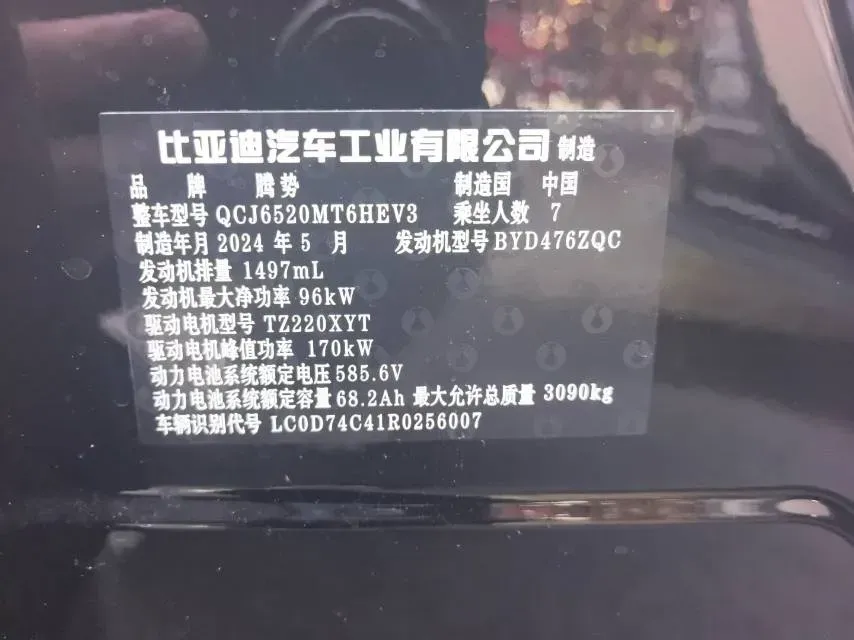 比亚迪汽车工业有限公司 制造
品 牌 腾势 制造国 中国
整车型号 QCJ6520MT6HEV3 乘坐人数 7
制造年月 2024 年 5 月 发动机型号 BYD476ZQC
发动机排量 1497mL
发动机最大净功率 96kW
驱动电机型号 TZ220XYT
驱动电机峰值功率 170kW
动力电池系统额定电压 585.6V
动力电池系统额定容量 68.2Ah 最大允许总质量 3090kg
车辆识别代号 LC0D74C41R0256007